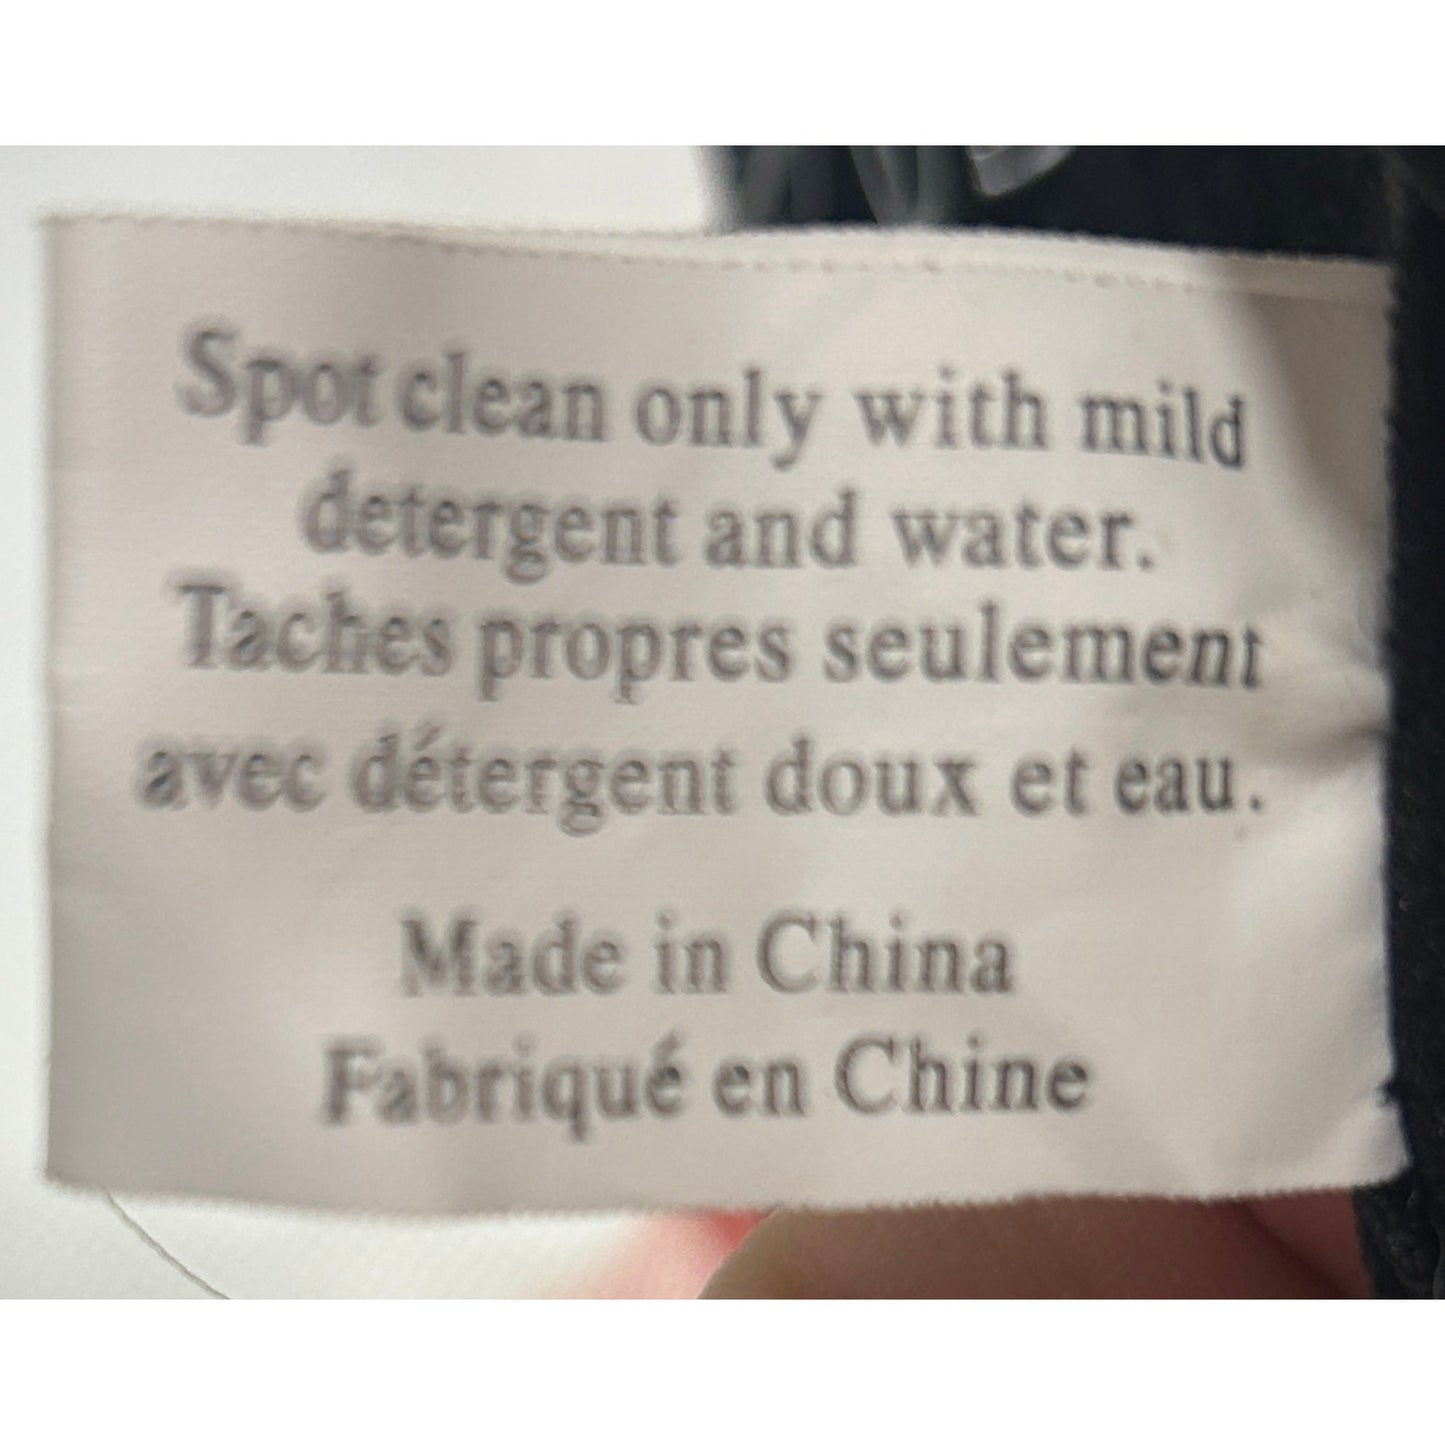 Spot clean only with mild
detergent and water.
Taches propres seulement
avec détergent doux et eau.
Made in China
Fabriqué en Chine